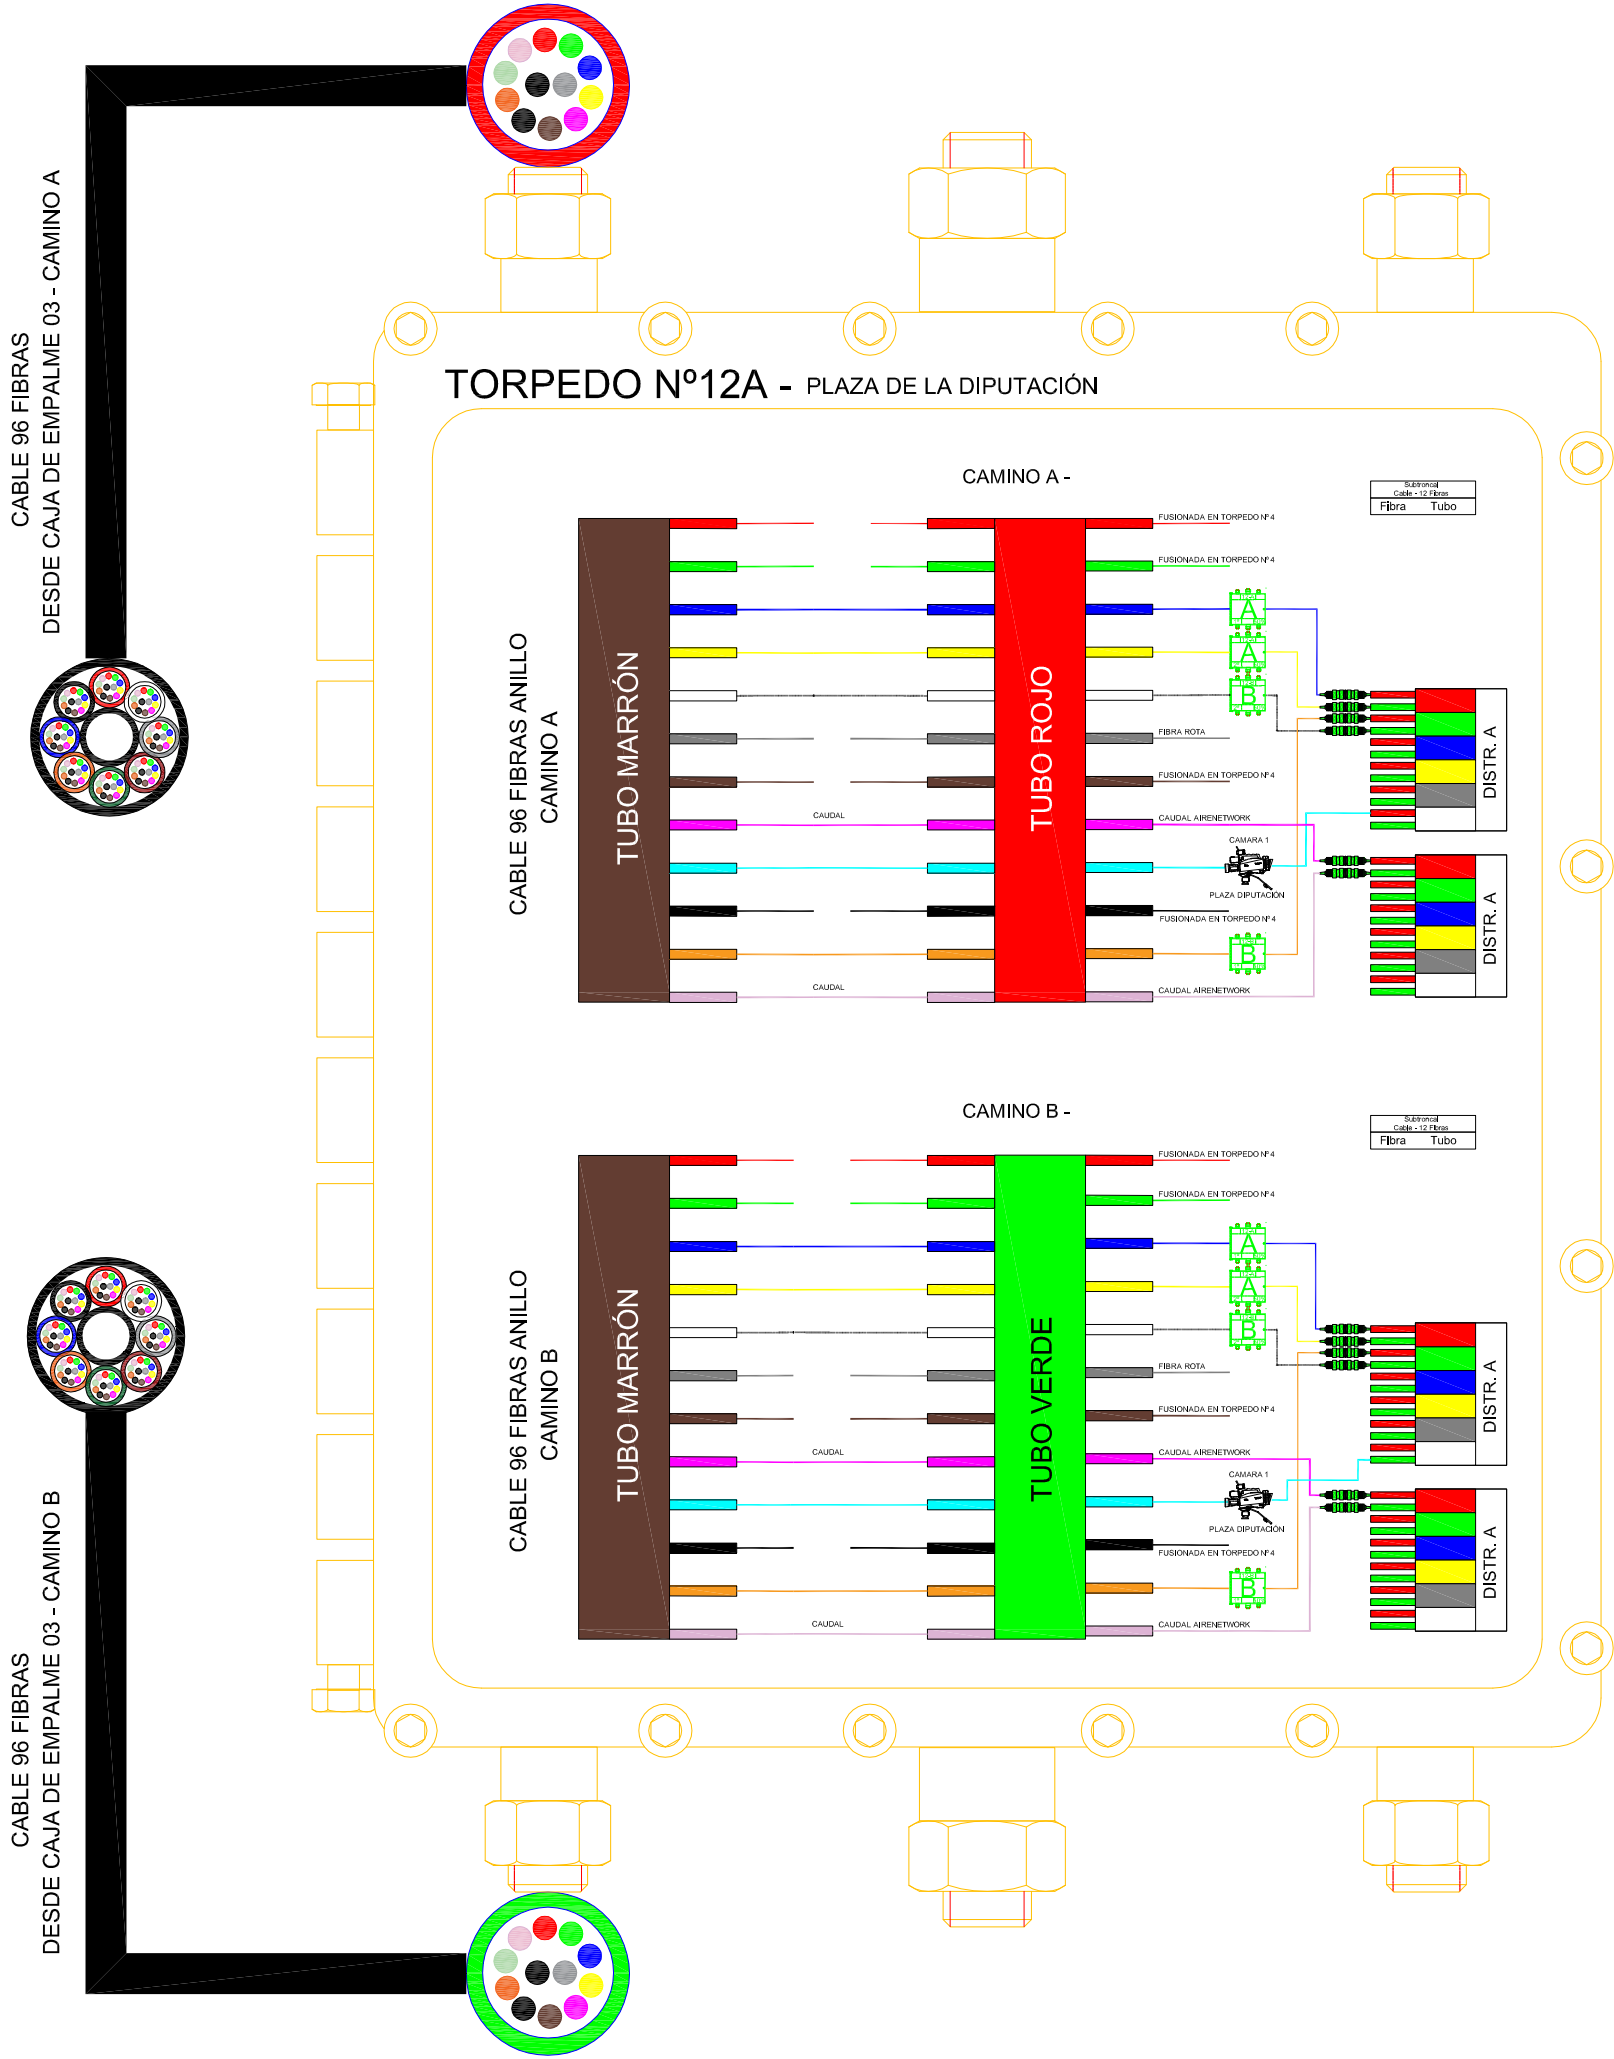 CABLE 96 FIBRAS
DESDE CAJA DE EMPALME 03 - CAMINO A
TORPEDO Nº12A - PLAZA DE LA DIPUTACIÓN
CAMINO A -
Subtroncal
Cable - 12 Fibras
Fibra Tubo
CABLE 96 FIBRAS ANILLO
CAMINO A
TUBO MARRÓN
TUBO ROJO
FUSIONADA EN TORPEDO Nº4
FUSIONADA EN TORPEDO Nº4
A
A
B
FIBRA ROTA
FUSIONADA EN TORPEDO Nº4
CAUDAL
CAUDAL AIRENETWORK
CAMARA 1
PLAZA DIPUTACIÓN
FUSIONADA EN TORPEDO Nº4
B
CAUDAL
CAUDAL AIRENETWORK
DISTR. A
DISTR. A
CABLE 96 FIBRAS
DESDE CAJA DE EMPALME 03 - CAMINO B
CAMINO B -
Subtroncal
Cable - 12 Fibras
Fibra Tubo
CABLE 96 FIBRAS ANILLO
CAMINO B
TUBO MARRÓN
TUBO VERDE
FUSIONADA EN TORPEDO Nº4
FUSIONADA EN TORPEDO Nº4
A
A
B
FIBRA ROTA
FUSIONADA EN TORPEDO Nº4
CAUDAL
CAUDAL AIRENETWORK
CAMARA 1
PLAZA DIPUTACIÓN
FUSIONADA EN TORPEDO Nº4
B
CAUDAL
CAUDAL AIRENETWORK
DISTR. A
DISTR. A